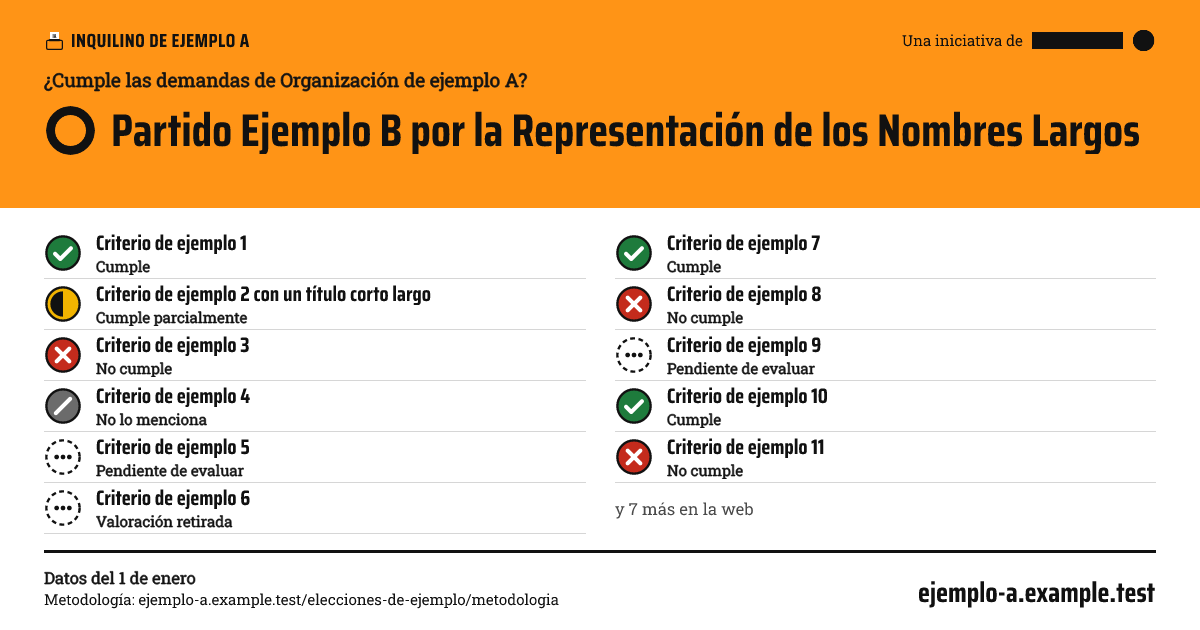 INQUILINO DE EJEMPLO A
Una iniciativa de
¿Cumple las demandas de Organización de ejemplo A?
Partido Ejemplo B por la Representación de los Nombres Largos
Criterio de ejemplo 1
Cumple
Criterio de ejemplo 2 con un título corto largo
Cumple parcialmente
Criterio de ejemplo 3
No cumple
Criterio de ejemplo 4
No lo menciona
Criterio de ejemplo 5
Pendiente de evaluar
Criterio de ejemplo 6
Valoración retirada
Criterio de ejemplo 7
Cumple
Criterio de ejemplo 8
No cumple
Criterio de ejemplo 9
Pendiente de evaluar
Criterio de ejemplo 10
Cumple
Criterio de ejemplo 11
No cumple
y 7 más en la web
Datos del 1 de enero
Metodología: ejemplo-a.example.test/elecciones-de-ejemplo/metodologia
ejemplo-a.example.test